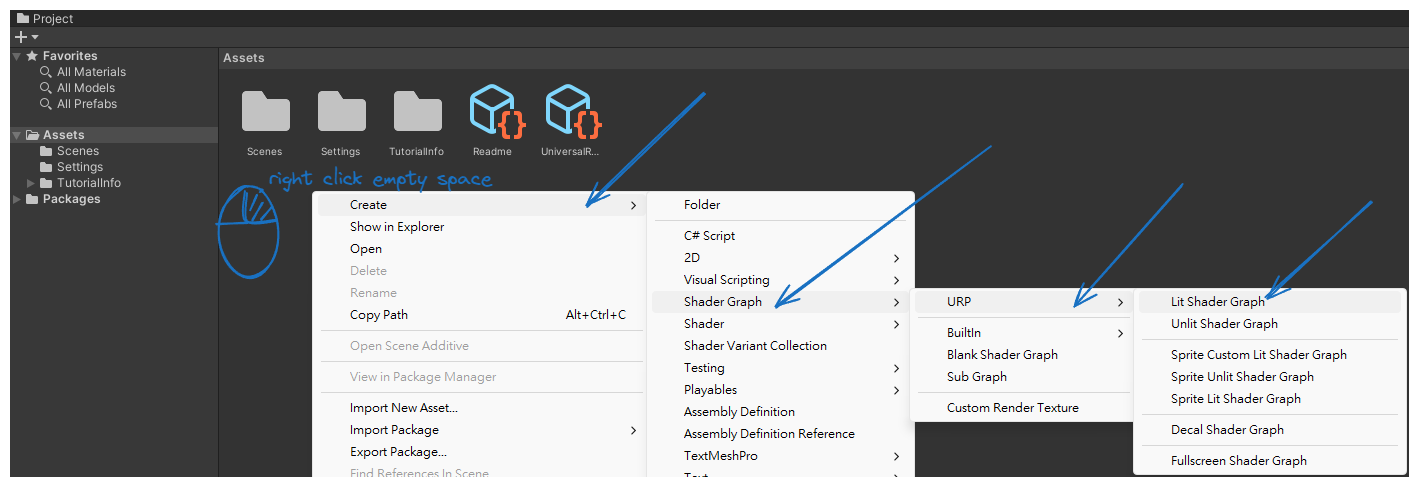 Project
Favorites
All Materials
All Models
All Prefabs
Assets
Scenes
Settings
TutorialInfo
Packages
Assets
Scenes
Settings
TutorialInfo
Readme
UniversalR...
right click empty space
Create
Show in Explorer
Open
Delete
Rename
Copy Path Alt+Ctrl+C
Open Scene Additive
View in Package Manager
Import New Asset...
Import Package
Export Package...
Find References In Scene
Folder
C# Script
2D
Visual Scripting
Shader Graph
Shader
Shader Variant Collection
Testing
Playables
Assembly Definition
Assembly Definition Reference
TextMeshPro
Text
URP
BuiltIn
Blank Shader Graph
Sub Graph
Custom Render Texture
Lit Shader Graph
Unlit Shader Graph
Sprite Custom Lit Shader Graph
Sprite Unlit Shader Graph
Sprite Lit Shader Graph
Decal Shader Graph
Fullscreen Shader Graph